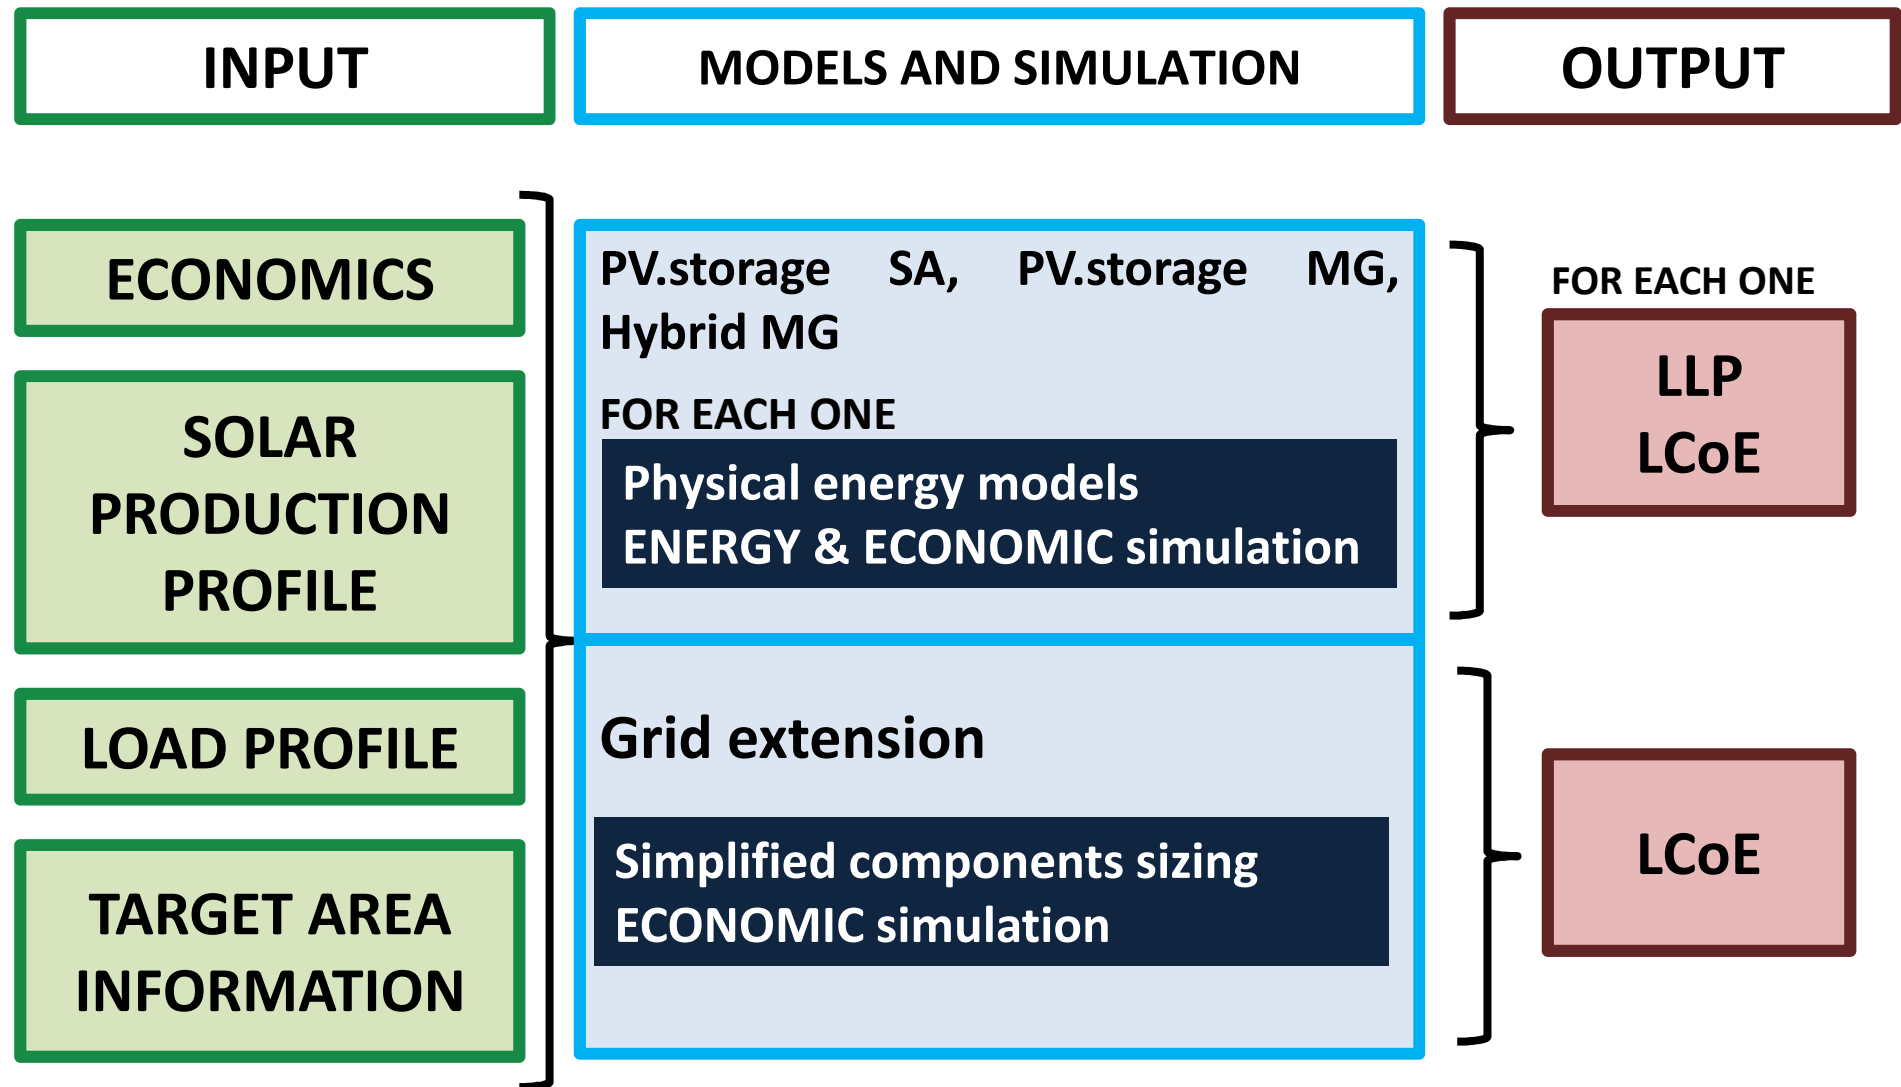 INPUT
MODELS AND SIMULATION
OUTPUT
ECONOMICS
SOLAR
PRODUCTION
PROFILE
LOAD PROFILE
TARGET AREA
INFORMATION
PV.storage SA, PV.storage MG,
Hybrid MG
FOR EACH ONE
Physical energy models
ENERGY & ECONOMIC simulation
Grid extension
Simplified components sizing
ECONOMIC simulation
FOR EACH ONE
LLP
LCoE
LCoE